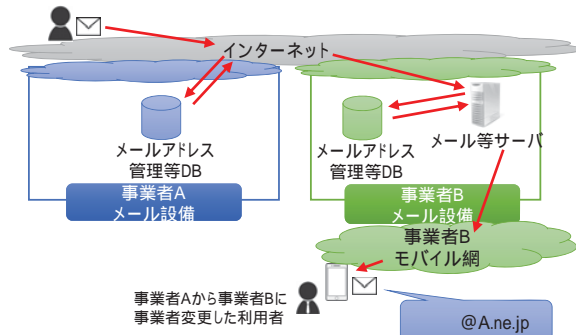 インターネット
メールアドレス
管理等DB
メールアドレス
管理等DB
メール等サーバ
事業者A
メール設備
事業者B
メール設備
事業者B
モバイル網
事業者Aから事業者Bに
事業者変更した利用者
@A.ne.jp